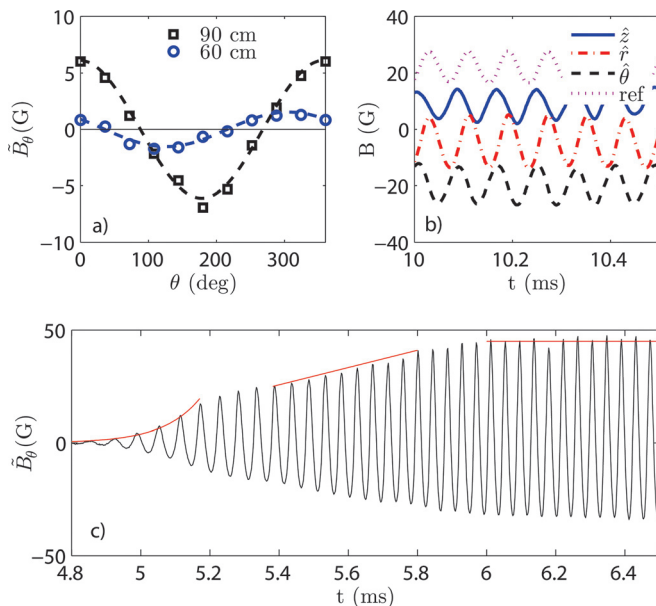 10
5
0
−5
−10
B̃θ (G)
90 cm
60 cm
a)
0 100 200 300
θ (deg)
40
20
0
−20
−40
B (G)
ẑ
r̂
θ̂
ref
b)
10 10.2 10.4
t (ms)
50
0
−50
B̃θ (G)
c)
4.8 5 5.2 5.4 5.6 5.8 6 6.2 6.4
t (ms)